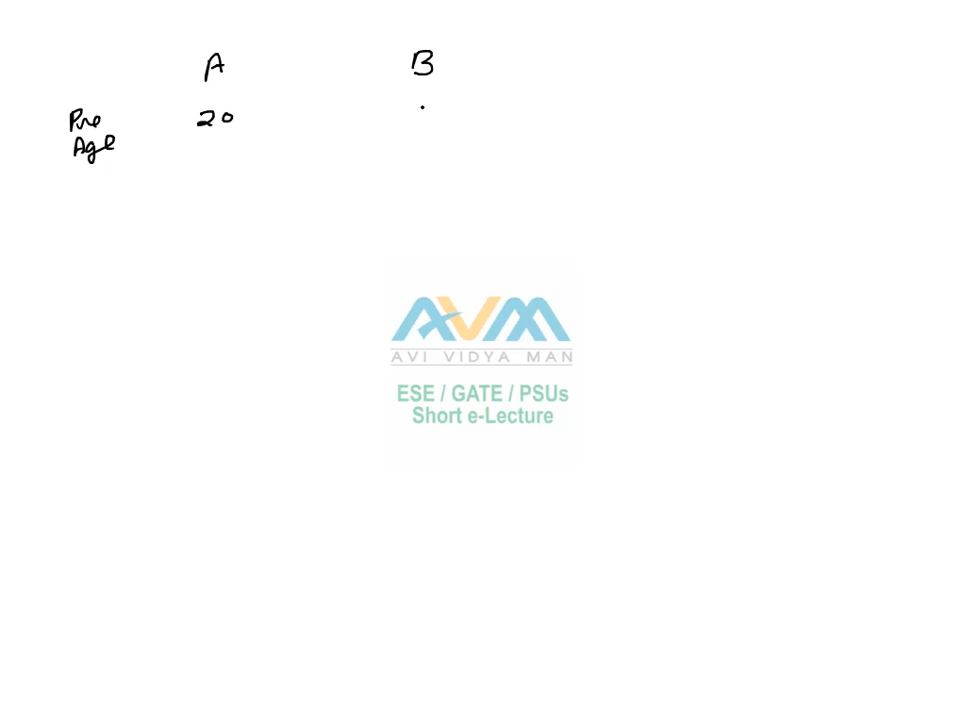 A B
Pre 20
Age
AVM
AVI VIDYA MAN
ESE / GATE / PSUs
Short e-Lecture